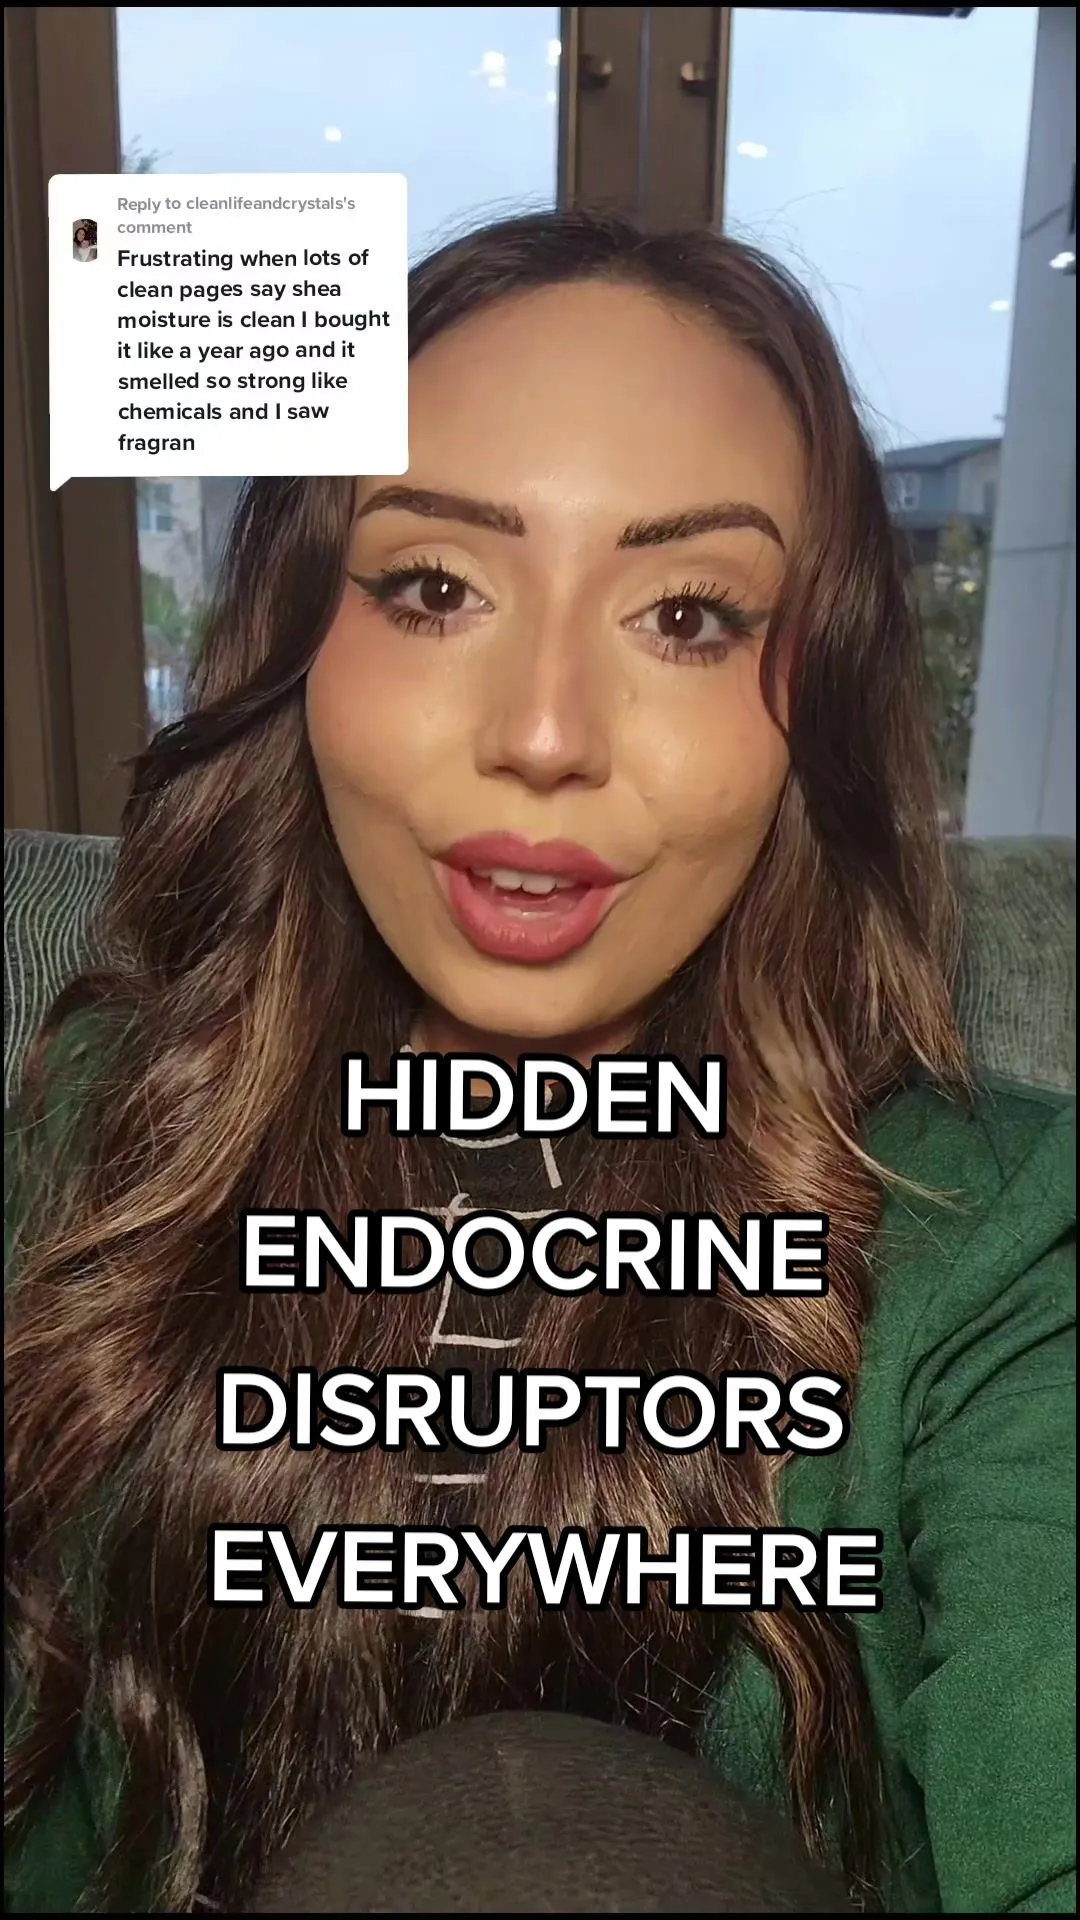 Reply to cleanlifeandcrystals's
comment
Frustrating when lots of
clean pages say shea
moisture is clean I bought
it like a year ago and it
smelled so strong like
chemicals and I saw
fragran
HIDDEN
ENDOCRINE
DISRUPTORS
EVERYWHERE